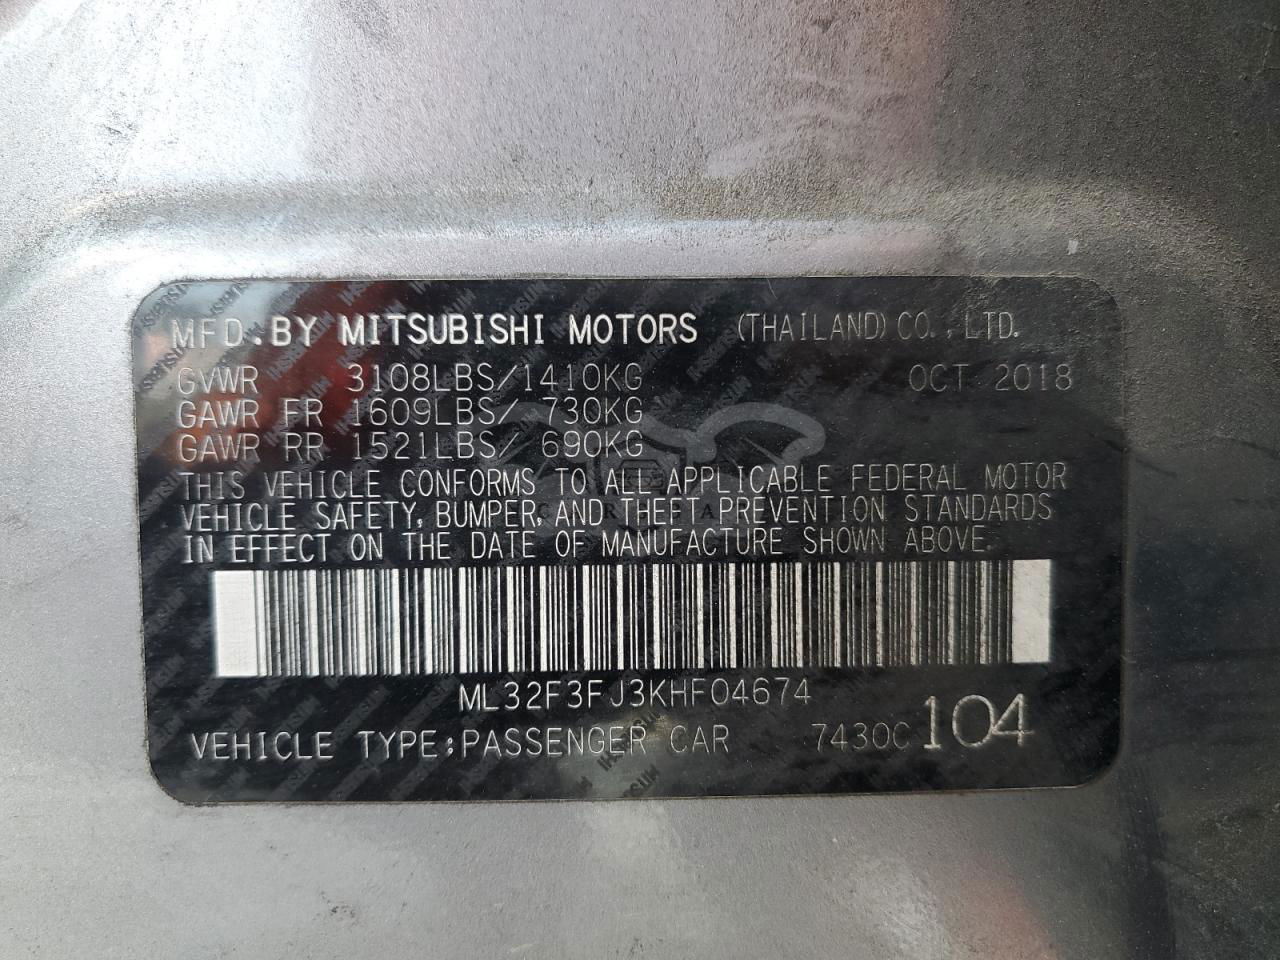 MFD.BY MITSUBISHI MOTORS (THAILAND)CO.,LTD.
GVWR 3108LBS/1410KG OCT 2018
GAWR FR 1609LBS/ 730KG
GAWR RR 1521LBS/ 690KG
THIS VEHICLE CONFORMS TO ALL APPLICABLE FEDERAL MOTOR
VEHICLE SAFETY, BUMPER, AND THEFT PREVENTION STANDARDS
IN EFFECT ON THE DATE OF MANUFACTURE SHOWN ABOVE.
ML32F3FJ3KHF04674
VEHICLE TYPE:PASSENGER CAR 7430C 104